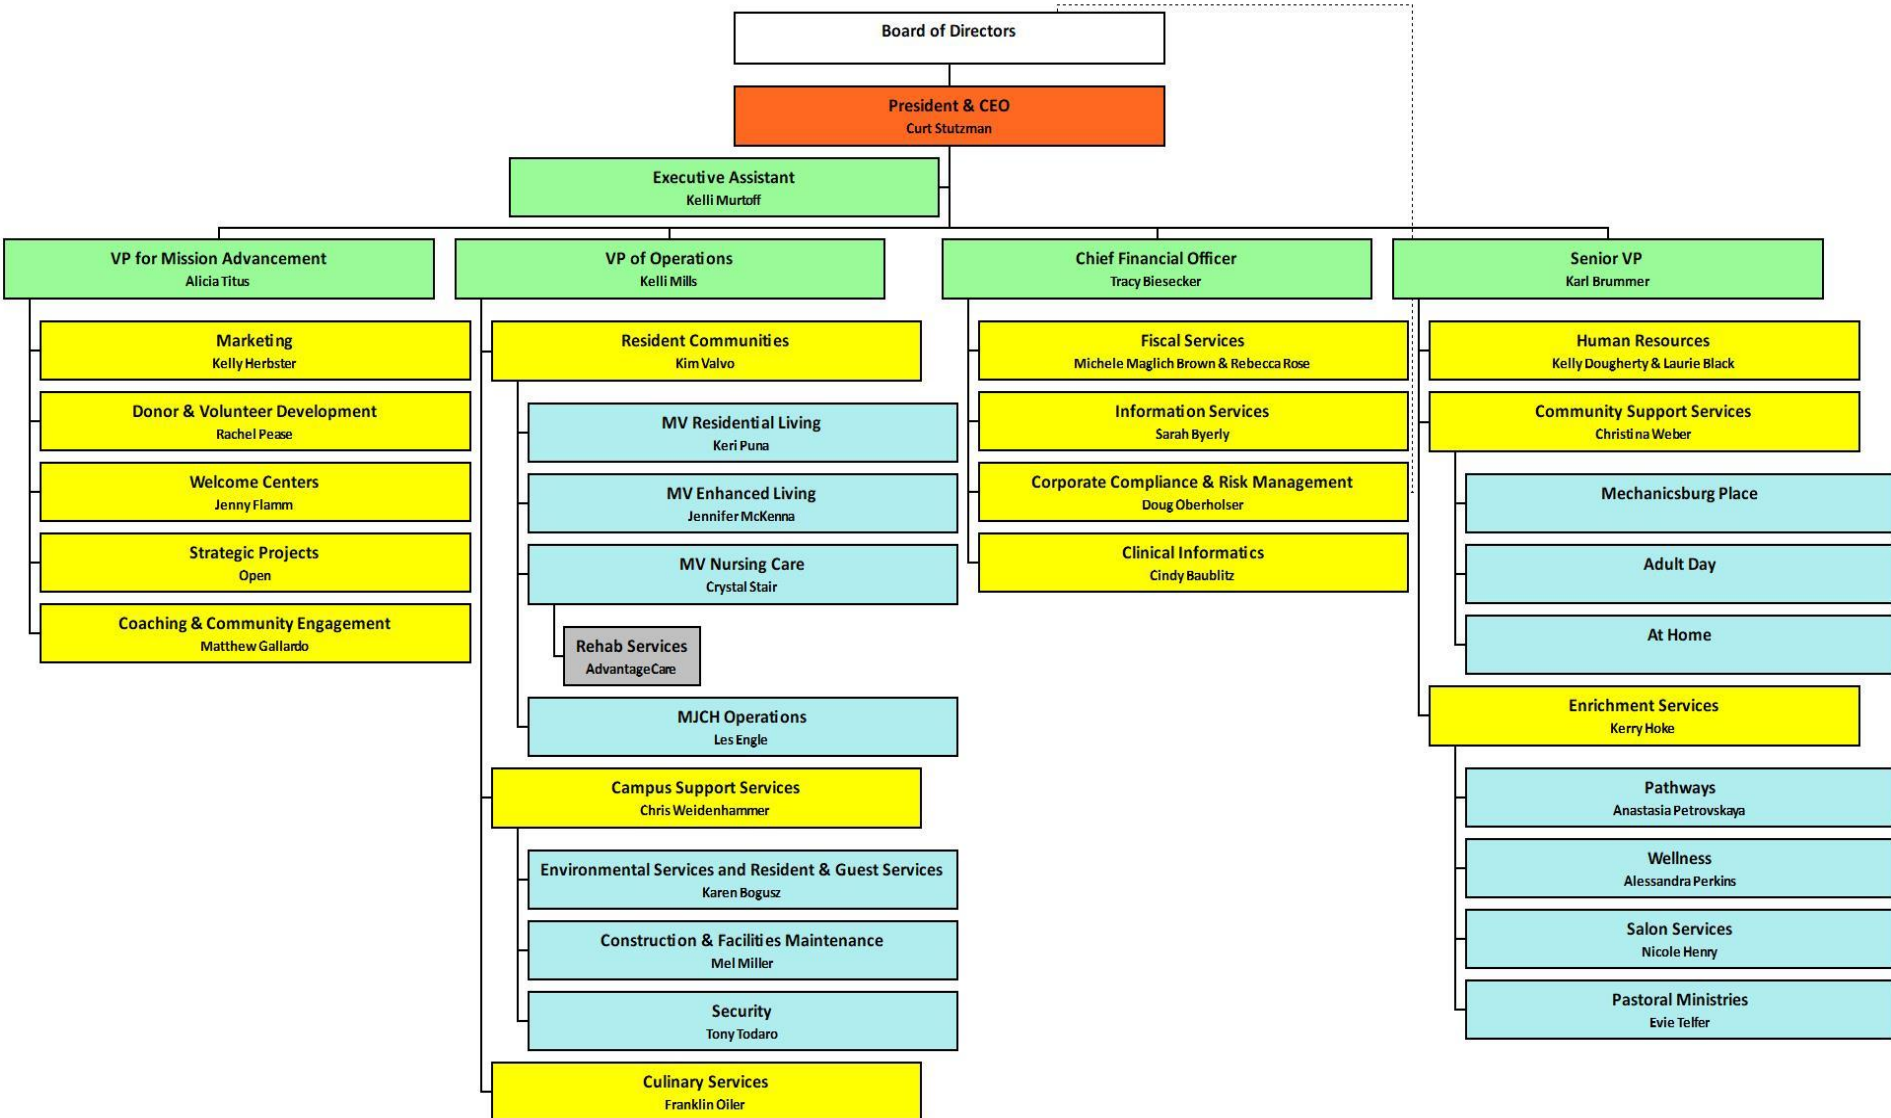 Board of Directors
President & CEO
Curt Stutzman
Executive Assistant
Kelli Murtoff
VP for Mission Advancement
Alicia Titus
Marketing
Kelly Herbster
Donor & Volunteer Development
Rachel Pease
Welcome Centers
Jenny Flamm
Strategic Projects
Open
Coaching & Community Engagement
Matthew Gallardo
VP of Operations
Kelli Mills
Resident Communities
Kim Valvo
MV Residential Living
Keri Puna
MV Enhanced Living
Jennifer McKenna
MV Nursing Care
Crystal Stair
Rehab Services
AdvantageCare
MJCH Operations
Les Engle
Campus Support Services
Chris Weidenhammer
Environmental Services and Resident & Guest Services
Karen Bogusz
Construction & Facilities Maintenance
Mel Miller
Security
Tony Todaro
Culinary Services
Franklin Oiler
Chief Financial Officer
Tracy Biesecker
Fiscal Services
Michele Maglich Brown & Rebecca Rose
Information Services
Sarah Byerly
Corporate Compliance & Risk Management
Doug Oberholser
Clinical Informatics
Cindy Baublitz
Senior VP
Karl Brummer
Human Resources
Kelly Dougherty & Laurie Black
Community Support Services
Christina Weber
Mechanicsburg Place
Adult Day
At Home
Enrichment Services
Kerry Hoke
Pathways
Anastasia Petrovskaya
Wellness
Alessandra Perkins
Salon Services
Nicole Henry
Pastoral Ministries
Evie Telfer